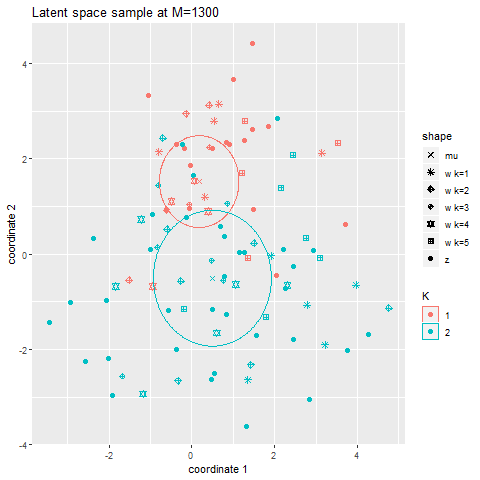 Latent space sample at M=1300
coordinate 2
4
2
0
-2
-4
-2
0
2
4
coordinate 1
shape
mu
w k=1
w k=2
w k=3
w k=4
w k=5
z
K
1
2